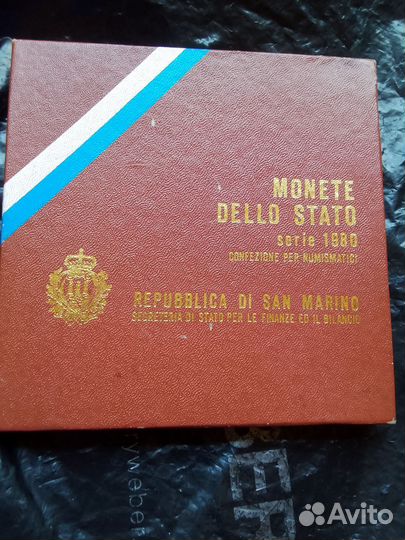 MONETE
DELLO STATO
serie 1980
CONFEZIONE PER NUMISMATICI
REPUBBLICA DI SAN MARINO
SEGRETERIA DI STATO PER LE FINANZE ED IL BILANCIO
ryweber
Avito